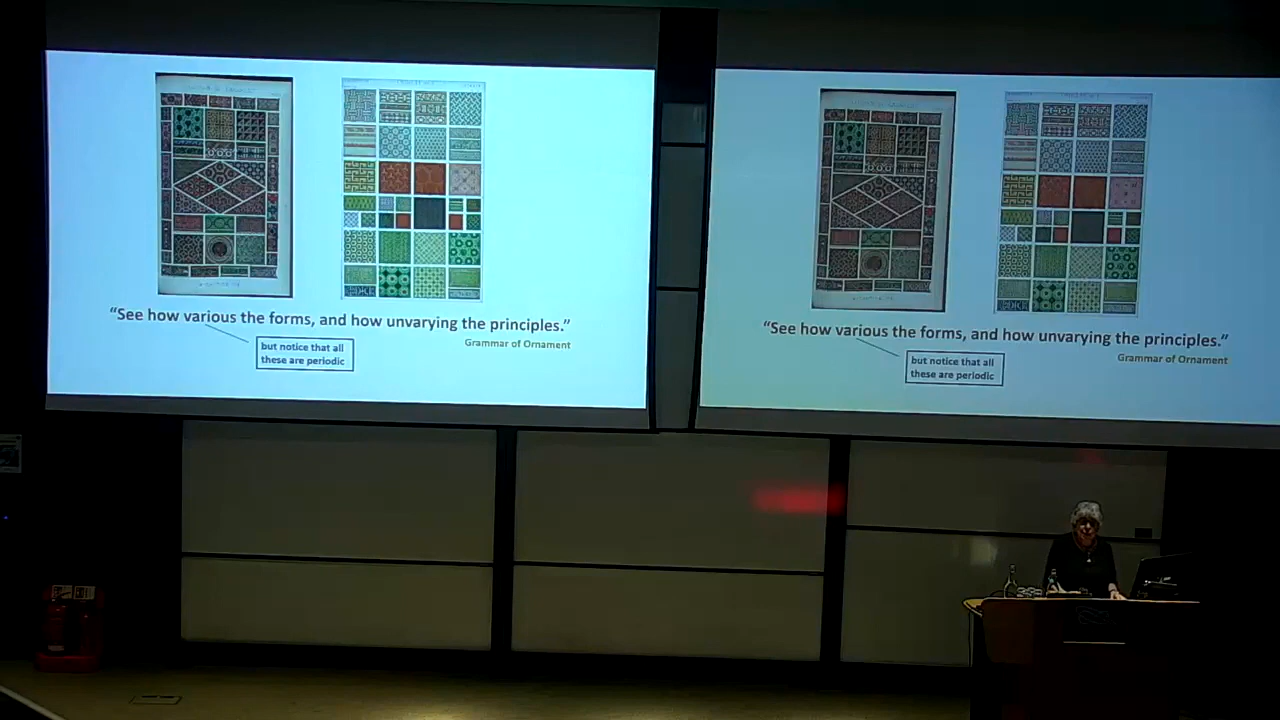 "See how various the forms, and how unvarying the principles."
Grammar of Ornament
but notice that all
these are periodic
"See how various the forms, and how unvarying the principles."
Grammar of Ornament
but notice that all
these are periodic